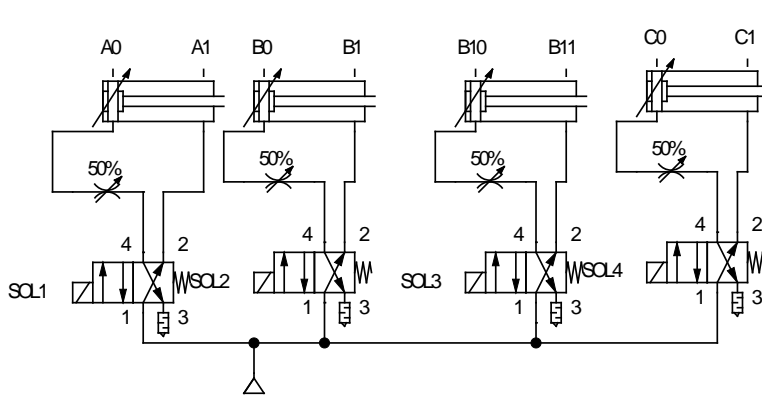 A0 A1 B0 B1 B10 B11 C0 C1
50% 50% 50% 50%
4 2 4 2 4 2 4 2
SOL1 SOL2 SOL3 SOL4
1 3 1 3 1 3 1 3